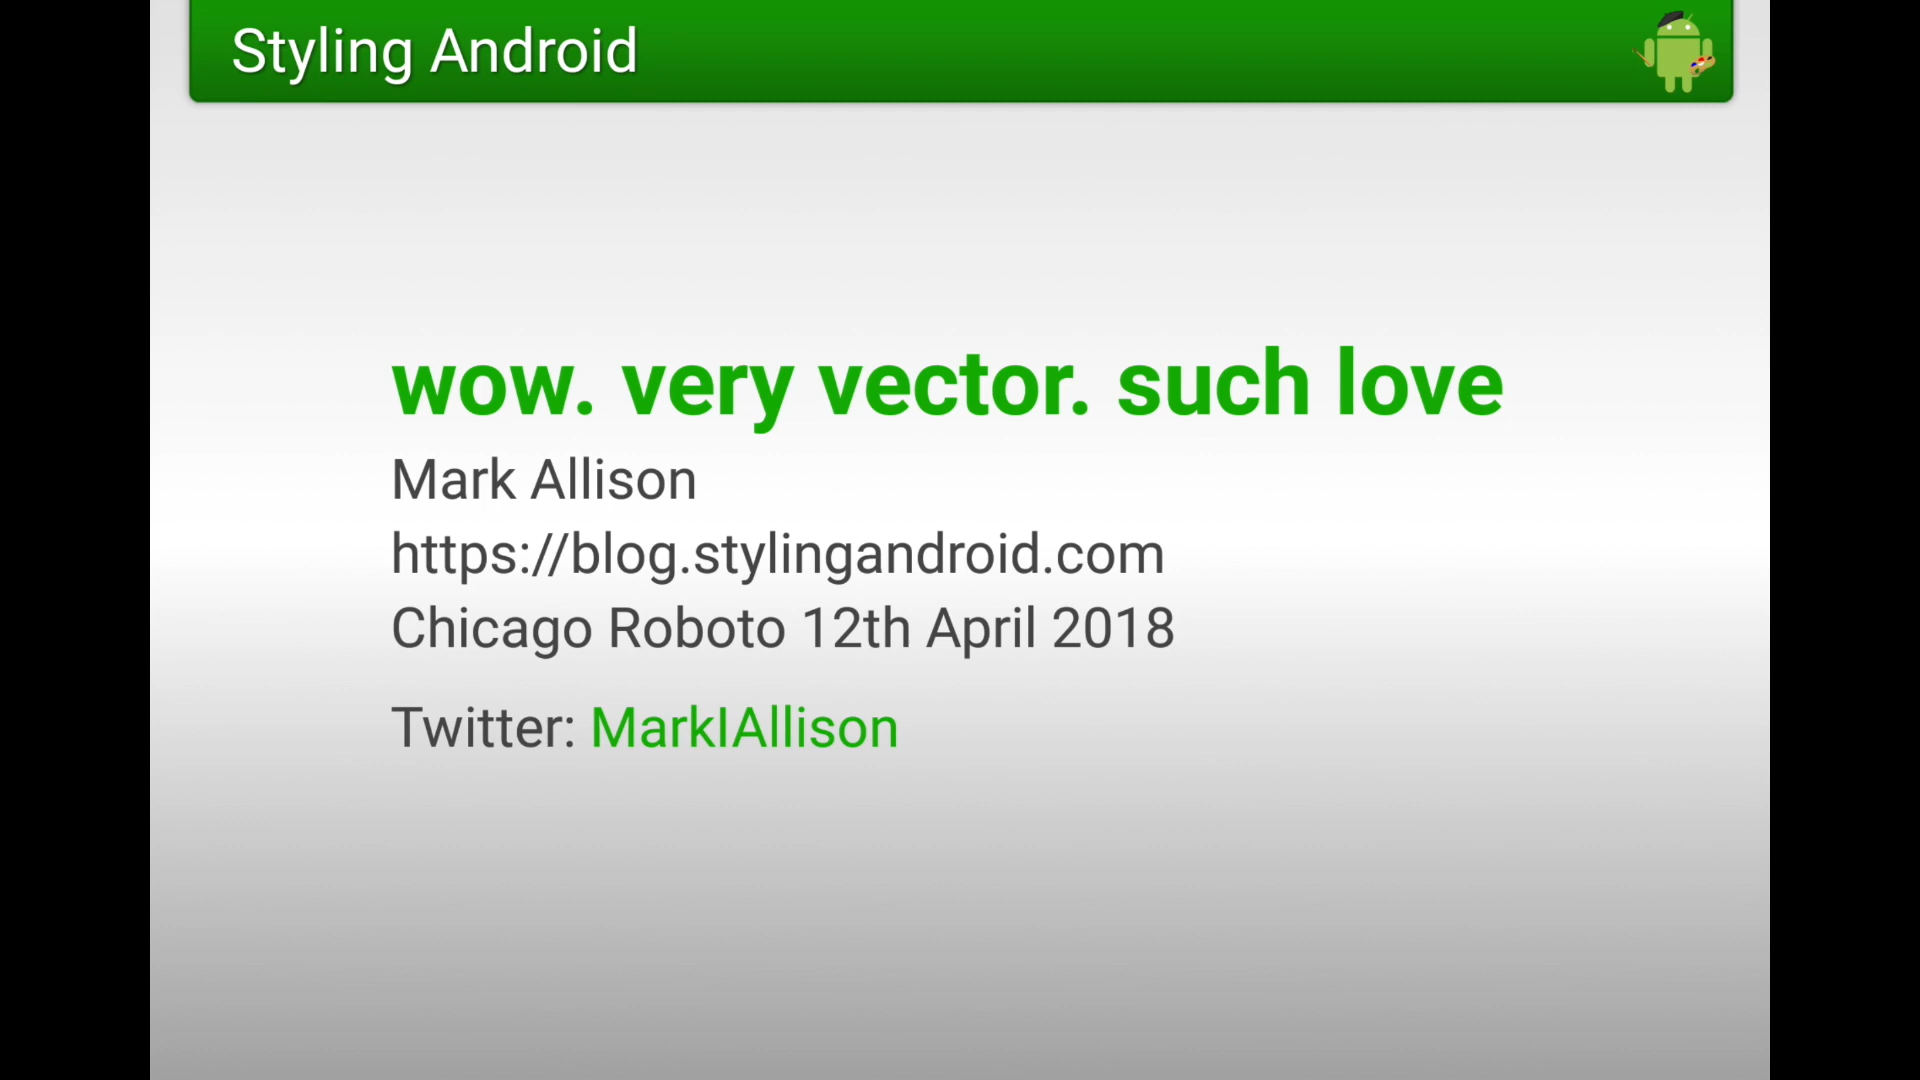 Styling Android
wow. very vector. such love
Mark Allison
https://blog.stylingandroid.com
Chicago Roboto 12th April 2018
Twitter: MarkIAllison